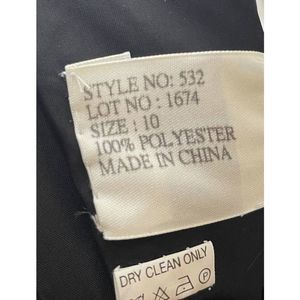 STYLE NO: 532
LOT NO : 1674
SIZE : 10
100% POLYESTER
MADE IN CHINA
DRY CLEAN ONLY
P